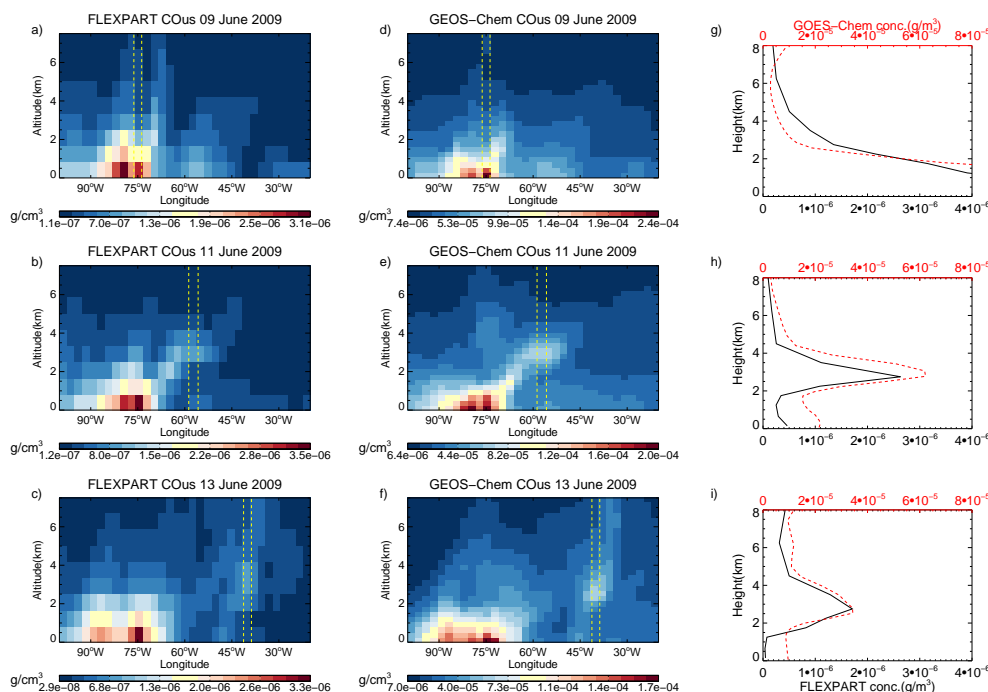 a)
FLEXPART COus 09 June 2009
Altitude(km)
6
4
2
0
90°W 75°W 60°W 45°W 30°W
Longitude
g/cm³
1.1e−07 7.0e−07 1.3e−06 1.9e−06 2.5e−06 3.1e−06
d)
GEOS−Chem COus 09 June 2009
Altitude(km)
6
4
2
0
90°W 75°W 60°W 45°W 30°W
Longitude
g/cm³
7.4e−06 5.3e−05 9.9e−05 1.5e−04 1.9e−04 2.4e−04
g)
GOES−Chem conc.(g/m³)
0 2•10⁻⁵ 4•10⁻⁵ 6•10⁻⁵ 8•10⁻⁵
Height(km)
8
6
4
2
0
0 1•10⁻⁶ 2•10⁻⁶ 3•10⁻⁶ 4•10⁻⁶
b)
FLEXPART COus 11 June 2009
Altitude(km)
6
4
2
0
90°W 75°W 60°W 45°W 30°W
Longitude
g/cm³
1.2e−07 8.0e−07 1.5e−06 2.2e−06 2.8e−06 3.5e−06
e)
GEOS−Chem COus 11 June 2009
Altitude(km)
6
4
2
0
90°W 75°W 60°W 45°W 30°W
Longitude
g/cm³
6.4e−06 4.4e−05 8.2e−05 1.2e−04 1.6e−04 2.0e−04
h)
0 2•10⁻⁵ 4•10⁻⁵ 6•10⁻⁵ 8•10⁻⁵
Height(km)
8
6
4
2
0
0 1•10⁻⁶ 2•10⁻⁶ 3•10⁻⁶ 4•10⁻⁶
c)
FLEXPART COus 13 June 2009
Altitude(km)
6
4
2
0
90°W 75°W 60°W 45°W 30°W
Longitude
g/cm³
2.9e−08 6.8e−07 1.3e−06 2.0e−06 2.6e−06 3.3e−06
f)
GEOS−Chem COus 13 June 2009
Altitude(km)
6
4
2
0
90°W 75°W 60°W 45°W 30°W
Longitude
g/cm³
7.0e−06 4.0e−05 7.3e−05 1.1e−04 1.4e−04 1.7e−04
i)
0 2•10⁻⁵ 4•10⁻⁵ 6•10⁻⁵ 8•10⁻⁵
Height(km)
8
6
4
2
0
0 1•10⁻⁶ 2•10⁻⁶ 3•10⁻⁶ 4•10⁻⁶
FLEXPART conc.(g/m³)